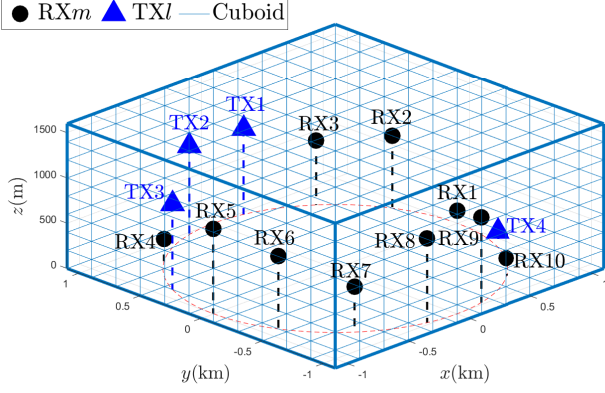 RXm TXl Cuboid
TX1
TX2
RX3
RX2
TX3
RX5
RX4
RX6
RX1
RX8
RX9
TX4
RX7
RX10
z(m)
1500
1000
500
0
1
0.5
0
-0.5
-1
y(km)
-1
-0.5
0
0.5
1
x(km)